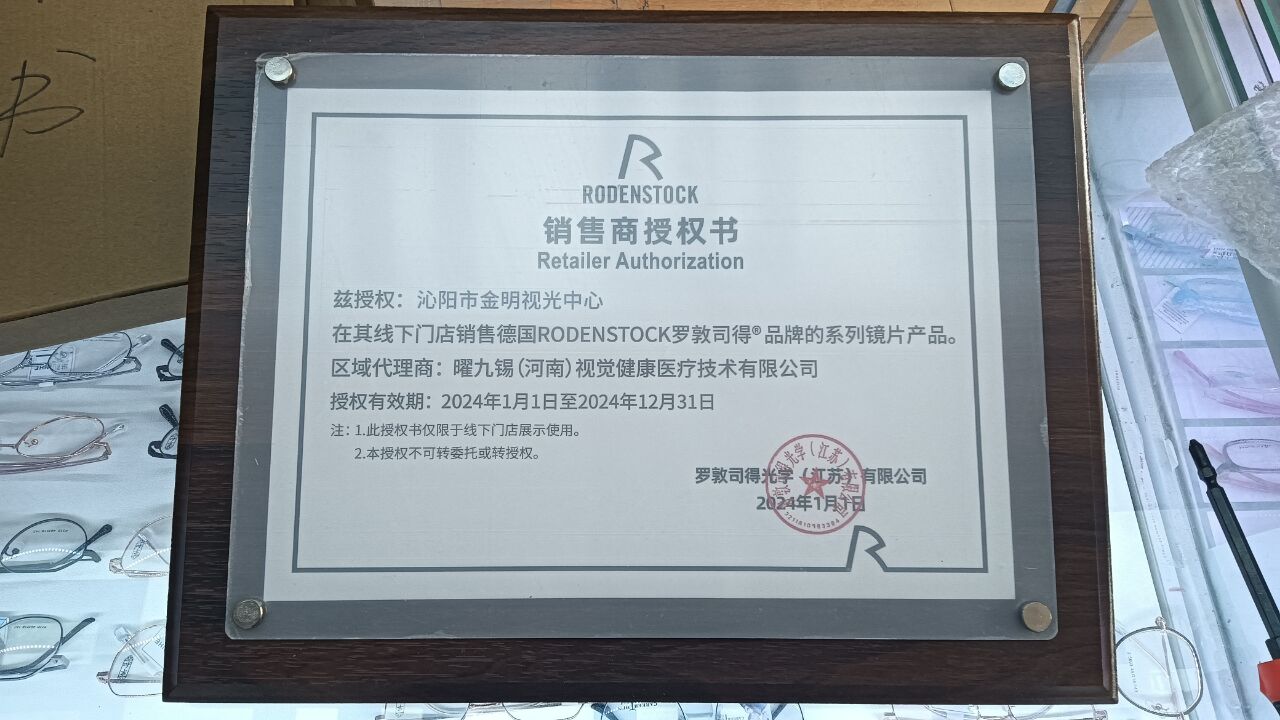 书
RODENSTOCK
销售商授权书
Retailer Authorization
兹授权：沁阳市金明视光中心
在其线下门店销售德国RODENSTOCK罗敦司得®品牌的系列镜片产品。
区域代理商：曜九锡（河南）视觉健康医疗技术有限公司
授权有效期：2024年1月1日至2024年12月31日
注：1.此授权书仅限于线下门店展示使用。
2.本授权不可转委托或转授权。
罗敦司得光学（江苏）有限公司
2024年1月1日